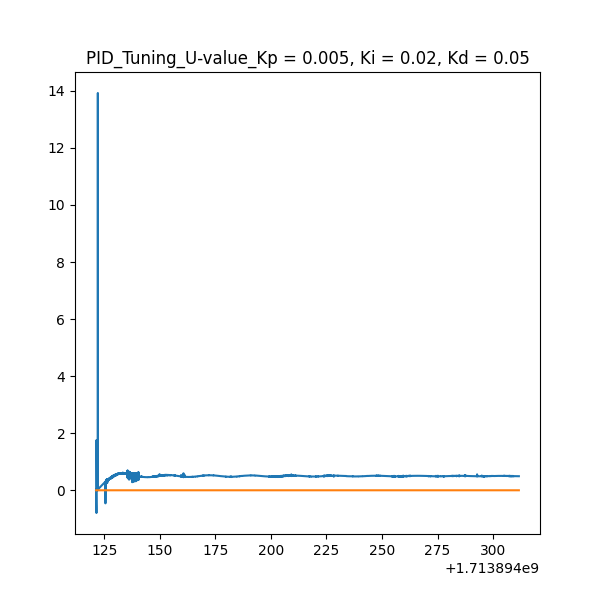 PID_Tuning_U-value_Kp = 0.005, Ki = 0.02, Kd = 0.05
14
12
10
8
6
4
2
0
125 150 175 200 225 250 275 300
+1.713894e9